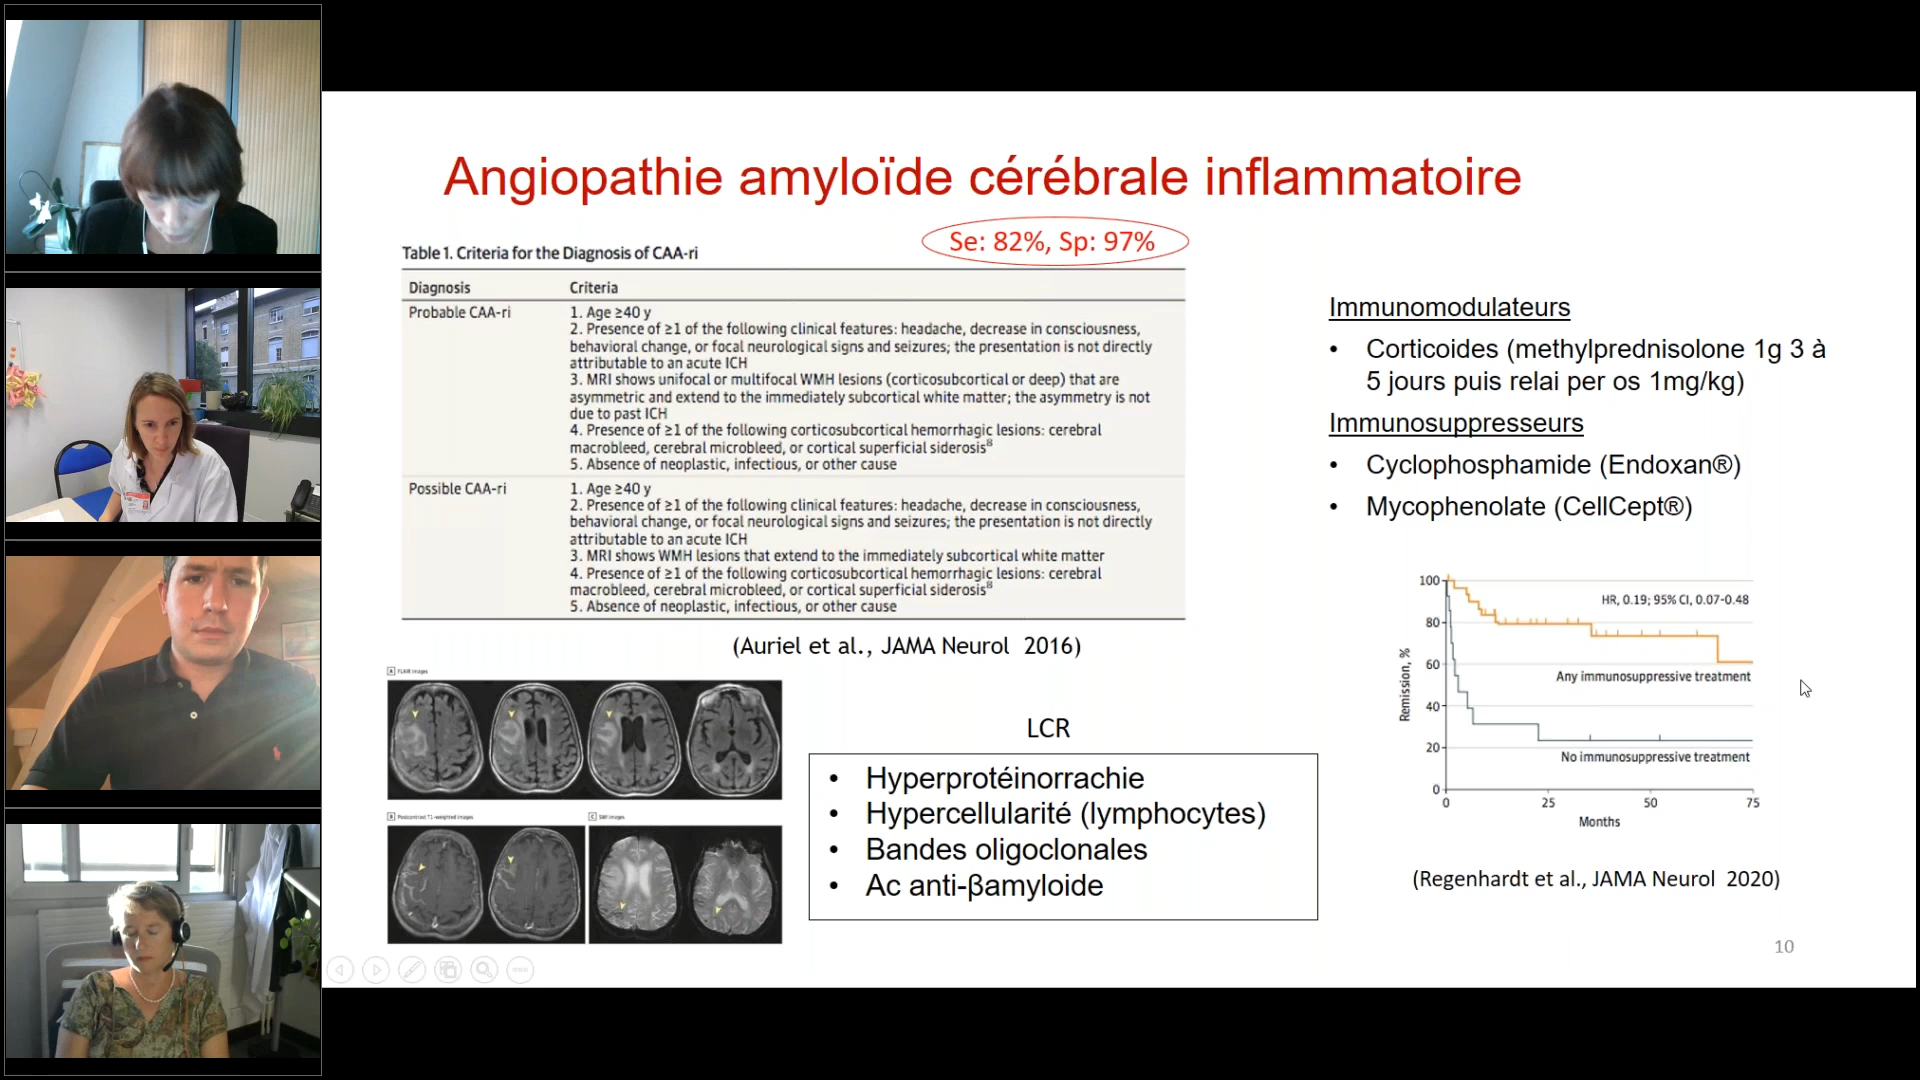 Angiopathie amyloïde cérébrale inflammatoire
Se: 82%, Sp: 97%
Table 1. Criteria for the Diagnosis of CAA-ri
Diagnosis Criteria
Probable CAA-ri 1. Age ≥40 y
2. Presence of ≥1 of the following clinical features: headache, decrease in consciousness,
behavioral change, or focal neurological signs and seizures; the presentation is not directly
attributable to an acute ICH
3. MRI shows unifocal or multifocal WMH lesions (corticosubcortical or deep) that are
asymmetric and extend to the immediately subcortical white matter; the asymmetry is not
due to past ICH
4. Presence of ≥1 of the following corticosubcortical hemorrhagic lesions: cerebral
macrobleed, cerebral microbleed, or cortical superficial siderosis8
5. Absence of neoplastic, infectious, or other cause
Possible CAA-ri 1. Age ≥40 y
2. Presence of ≥1 of the following clinical features: headache, decrease in consciousness,
behavioral change, or focal neurological signs and seizures; the presentation is not directly
attributable to an acute ICH
3. MRI shows WMH lesions that extend to the immediately subcortical white matter
4. Presence of ≥1 of the following corticosubcortical hemorrhagic lesions: cerebral
macrobleed, cerebral microbleed, or cortical superficial siderosis8
5. Absence of neoplastic, infectious, or other cause
(Auriel et al., JAMA Neurol 2016)
A FLAIR images
B Postcontrast T1-weighted images
C SWI images
LCR
• Hyperprotéinorrachie
• Hypercellularité (lymphocytes)
• Bandes oligoclonales
• Ac anti-βamyloide
Immunomodulateurs
• Corticoides (methylprednisolone 1g 3 à
5 jours puis relai per os 1mg/kg)
Immunosuppresseurs
• Cyclophosphamide (Endoxan®)
• Mycophenolate (CellCept®)
Remission, %
100
80
60
40
20
0
HR, 0.19; 95% CI, 0.07-0.48
Any immunosuppressive treatment
No immunosuppressive treatment
0 25 50 75
Months
(Regenhardt et al., JAMA Neurol 2020)
10